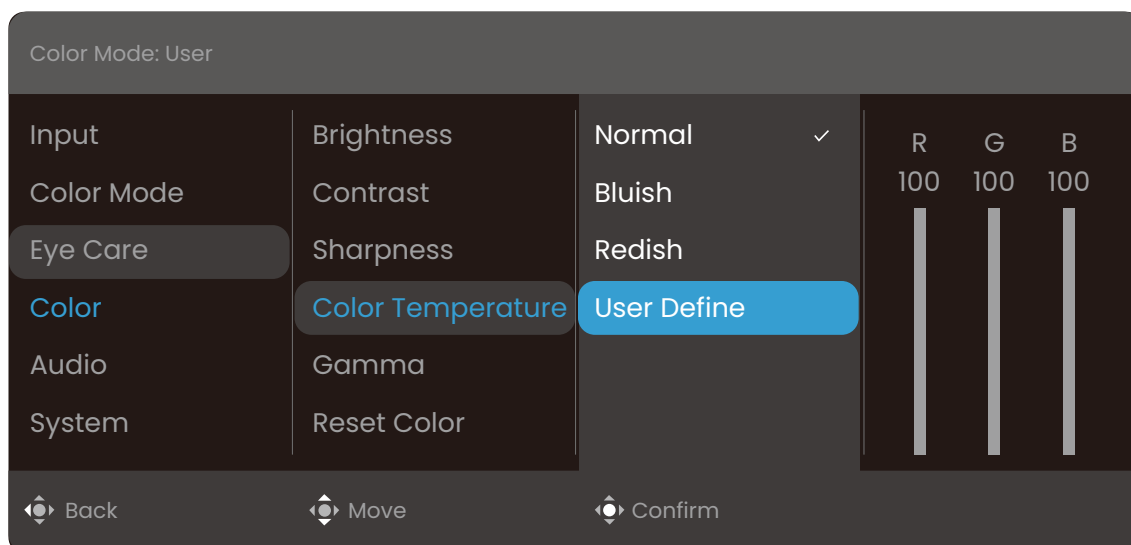 Color Mode: User
Input
Color Mode
Eye Care
Color
Audio
System
Brightness
Contrast
Sharpness
Color Temperature
Gamma
Reset Color
Normal
Bluish
Redish
User Define
R G B
100 100 100
Back
Move
Confirm